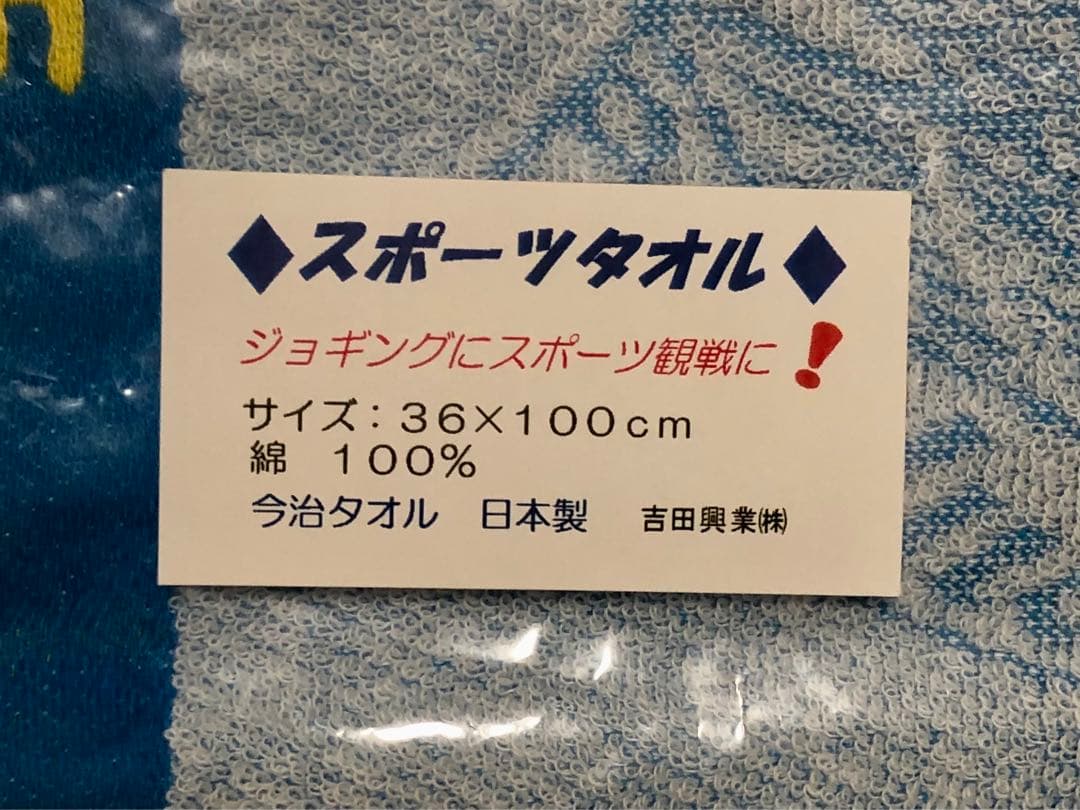 ◆スポーツタオル◆
ジョギングにスポーツ観戦に！
サイズ：３６×１００ｃｍ
綿　１００％
今治タオル　日本製　吉田興業㈱